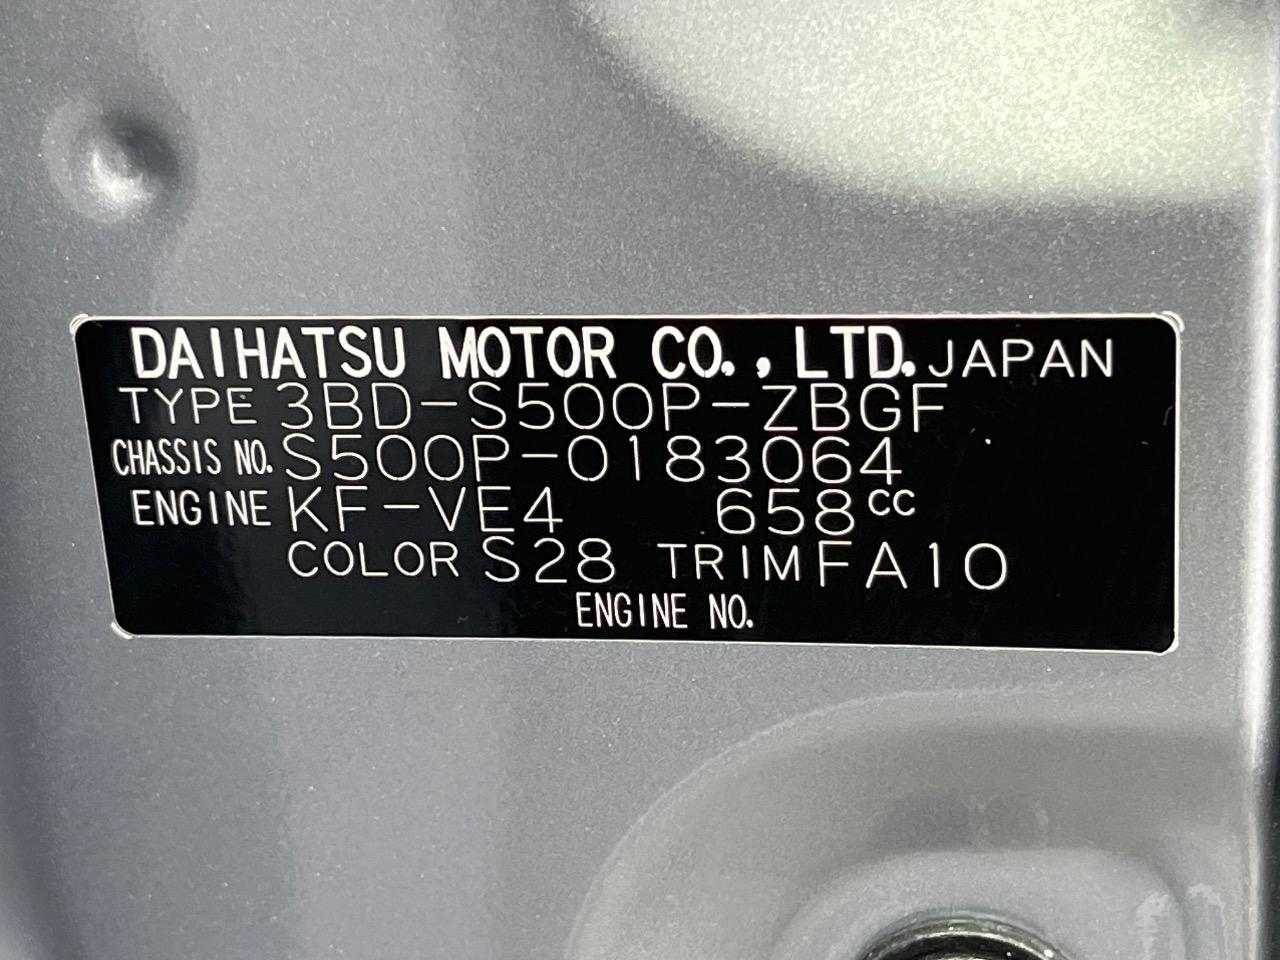 DAIHATSU MOTOR CO., LTD. JAPAN
TYPE 3BD-S500P-ZBGF
CHASSIS NO. S500P-0183064
ENGINE KF-VE4 658cc
COLOR S28 TRIM FA10
ENGINE NO.